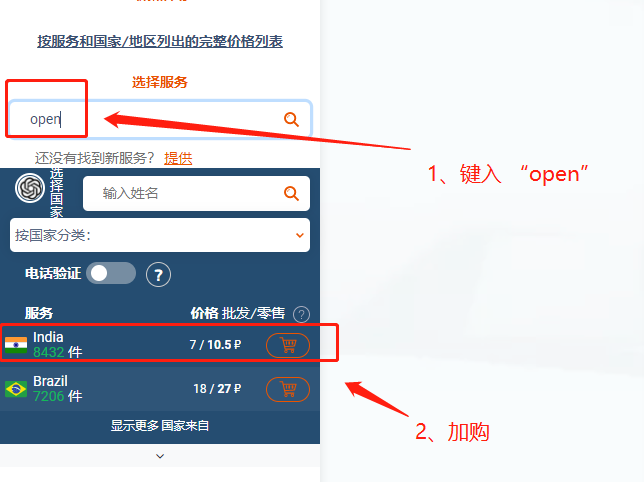 按服务和国家/地区列出的完整价格列表
选择服务
open
1、键入 “open”
还没有找到新服务? 提供
选择国家
输入姓名
按国家分类:
电话验证
?
服务 价格 批发/零售 ?
India
8432 件
7 / 10.5 ₽
Brazil
7206 件
18 / 27 ₽
2、加购
显示更多 国家来自